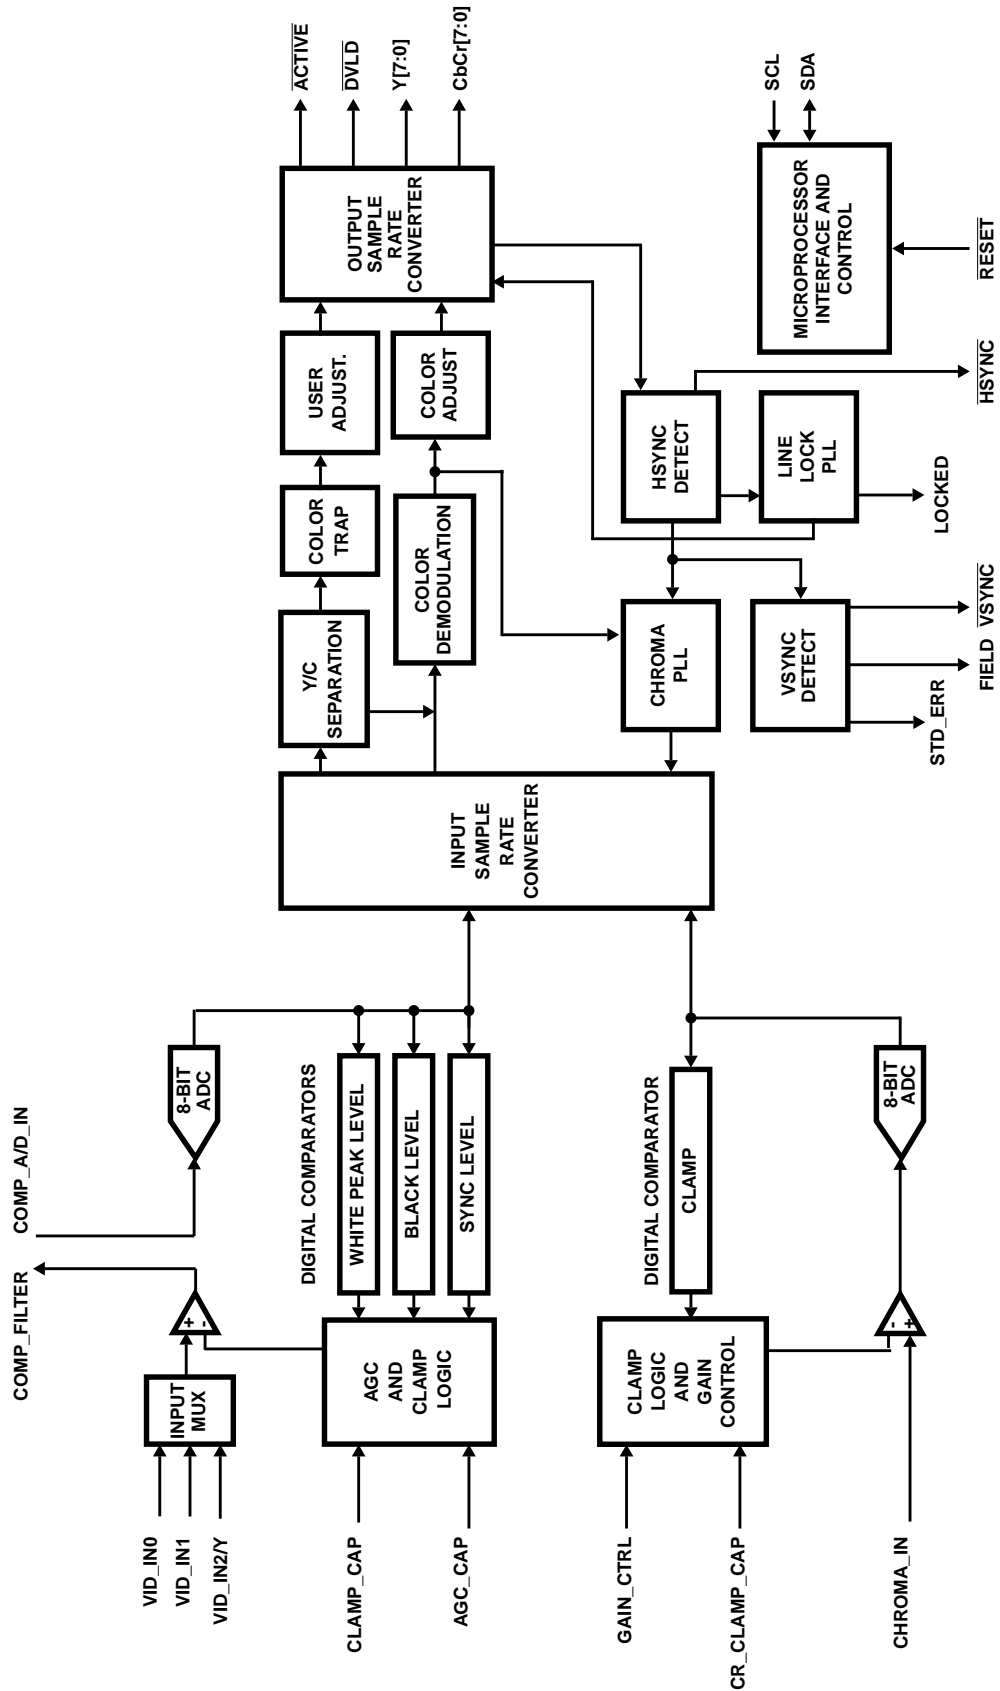 VID_IN0
VID_IN1
VID_IN2/Y
INPUT
MUX
+
-
COMP_FILTER
COMP_A/D_IN
8-BIT
ADC
CLAMP_CAP
AGC_CAP
AGC
AND
CLAMP
LOGIC
DIGITAL COMPARATORS
WHITE PEAK LEVEL
BLACK LEVEL
SYNC LEVEL
GAIN_CTRL
CR_CLAMP_CAP
CLAMP
LOGIC
AND
GAIN
CONTROL
DIGITAL COMPARATOR
CLAMP
CHROMA_IN
-
+
8-BIT
ADC
INPUT
SAMPLE
RATE
CONVERTER
Y/C
SEPARATION
COLOR
TRAP
USER
ADJUST.
COLOR
DEMODULATION
COLOR
ADJUST
OUTPUT
SAMPLE
RATE
CONVERTER
ACTIVE
DVLD
Y[7:0]
CbCr[7:0]
CHROMA
PLL
HSYNC
DETECT
VSYNC
DETECT
LINE
LOCK
PLL
STD_ERR
FIELD
VSYNC
LOCKED
HSYNC
MICROPROCESSOR
INTERFACE AND
CONTROL
SCL
SDA
RESET